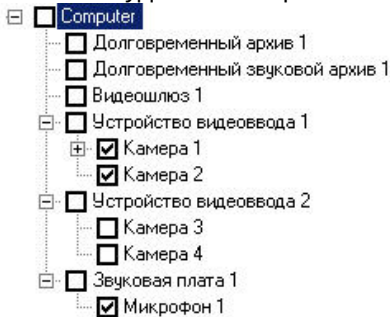 Computer
Долговременный архив 1
Долговременный звуковой архив 1
Видеошлюз 1
Устройство видеоввода 1
Камера 1
Камера 2
Устройство видеоввода 2
Камера 3
Камера 4
Звуковая плата 1
Микрофон 1